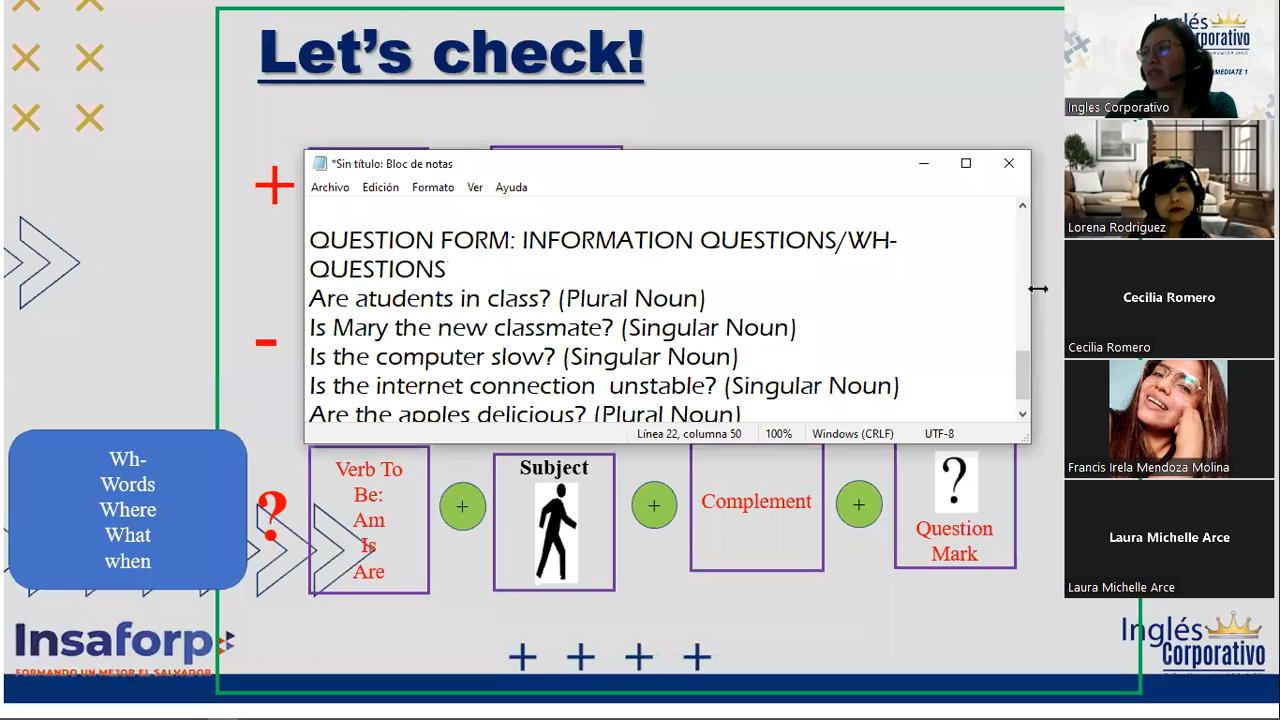 Let's check!
+
*Sin título: Bloc de notas
Archivo Edición Formato Ver Ayuda
QUESTION FORM: INFORMATION QUESTIONS/WH-
QUESTIONS
Are atudents in class? (Plural Noun)
Is Mary the new classmate? (Singular Noun)
Is the computer slow? (Singular Noun)
Is the internet connection  unstable? (Singular Noun)
Are the apples delicious? (Plural Noun)
Línea 22, columna 50 100% Windows (CRLF) UTF-8
-
Wh-
Words
Where
What
when
?
Verb To
Be:
Am
Is
Are
+
Subject
+
Complement
+
?
Question
Mark
Insaforp
FORMANDO UN MEJOR EL SALVADOR
Inglés
Corporativo
Inglés
Corporativo
Ingles Corporativo
Lorena Rodriguez
Cecilia Romero
Cecilia Romero
Francis Irela Mendoza Molina
Laura Michelle Arce
Laura Michelle Arce